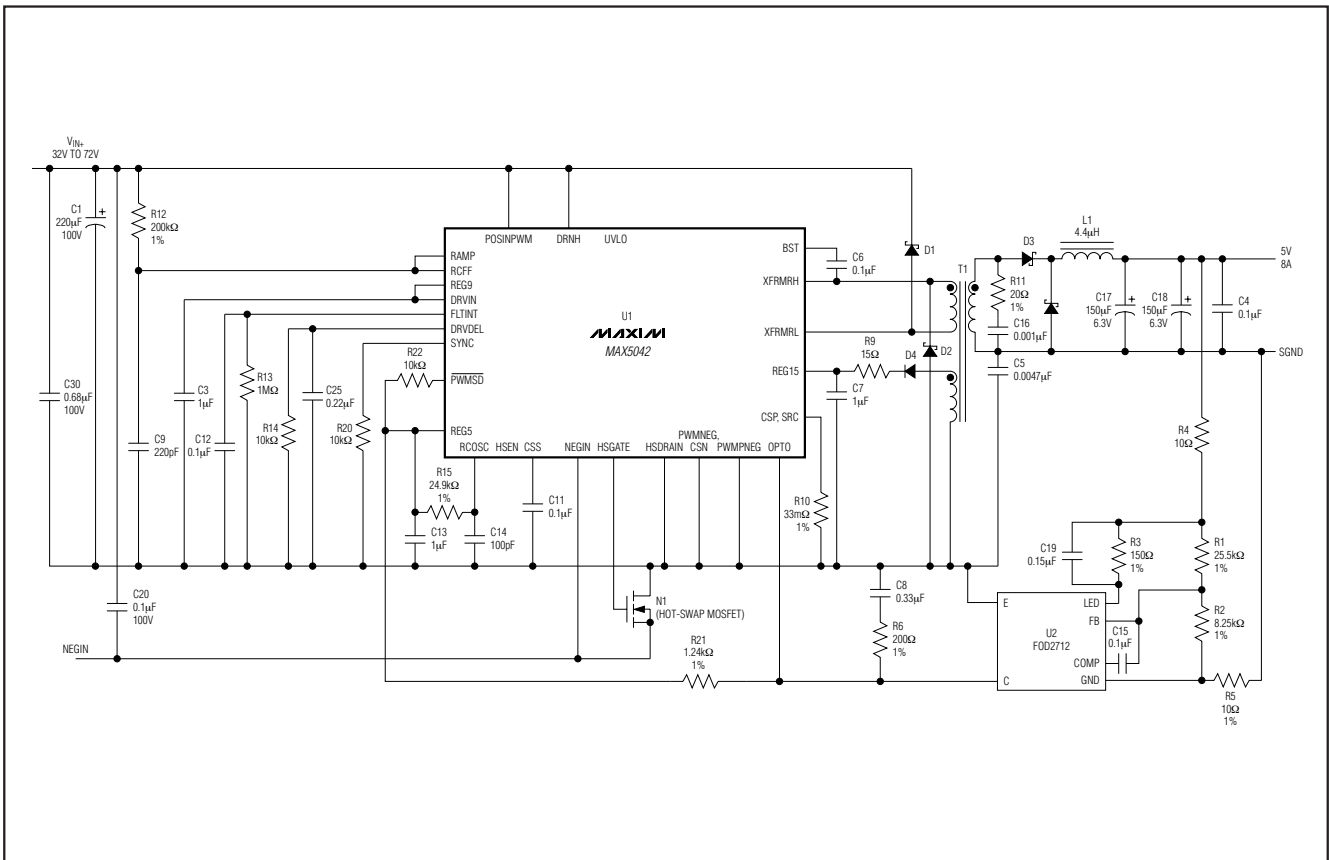 VIN+
32V TO 72V
C1
220µF
100V
R12
200kΩ
1%
POSINPWM
DRNH
UVLO
RAMP
RCFF
REG9
DRVIN
FLTINT
DRVDEL
SYNC
PWMSD
REG5
BST
XFRMRH
XFRMRL
REG15
CSP, SRC
U1
MAXIM
MAX5042
RCOSC
HSEN
CSS
NEGIN
HSGATE
HSDRAIN
PWMNEG,
CSN
PWMPNEG
OPTO
C6
0.1µF
D1
T1
D2
R9
15Ω
D4
C7
1µF
R11
20Ω
1%
C16
0.001µF
C5
0.0047µF
D3
L1
4.4µH
C17
150µF
6.3V
C18
150µF
6.3V
C4
0.1µF
5V
8A
SGND
C30
0.68µF
100V
C9
220pF
C3
1µF
C12
0.1µF
R13
1MΩ
R14
10kΩ
C25
0.22µF
R20
10kΩ
R22
10kΩ
R15
24.9kΩ
1%
C13
1µF
C14
100pF
C11
0.1µF
R10
33mΩ
1%
R4
10Ω
C20
0.1µF
100V
NEGIN
N1
(HOT-SWAP MOSFET)
R21
1.24kΩ
1%
C8
0.33µF
R6
200Ω
1%
C19
0.15µF
R3
150Ω
1%
R1
25.5kΩ
1%
R2
8.25kΩ
1%
E
C
U2
FOD2712
LED
FB
COMP
GND
C15
0.1µF
R5
10Ω
1%